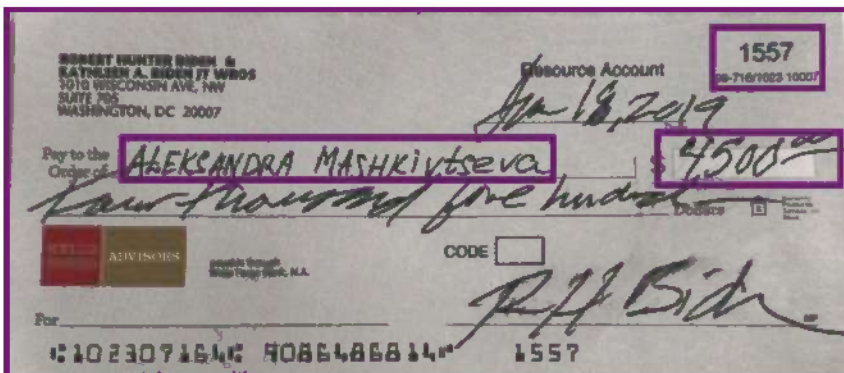 ROBERT HUNTER BIDEN &
KATHLEEN A. BIDEN JT WROS
1010 WISCONSIN AVE, NW
SUITE 705
WASHINGTON, DC 20007
Resource Account
1557
Jan 18, 2019
Pay to the
Order of
ALEKSANDRA MASHKivtseva
$ 4500 00
Four thousand five hundred
Dollars
ADVISORS
CODE
R H Biden
For
1557